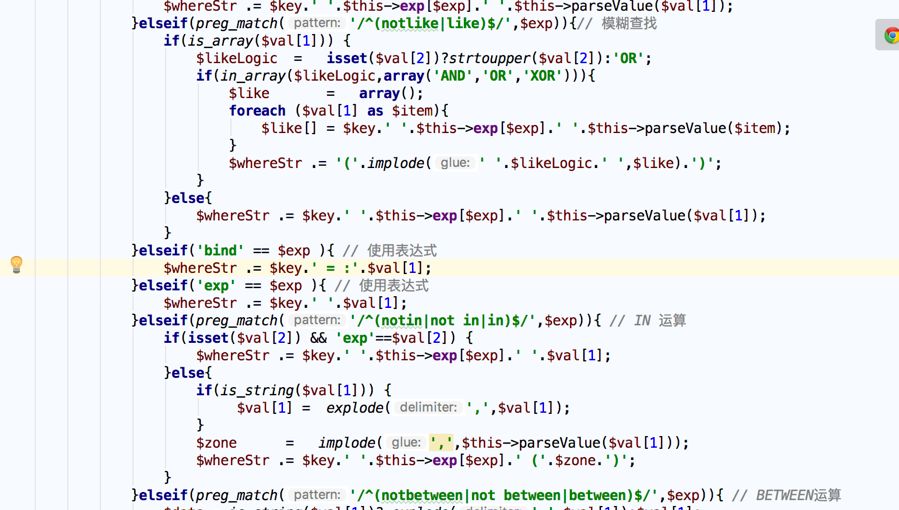 $whereStr .= $key.' '.$this->exp[$exp].' '.$this->parseValue($val[1]);
}elseif(preg_match( pattern: '/^(notlike|like)$/',$exp)){// 模糊查找
if(is_array($val[1])) {
$likeLogic = isset($val[2])?strtoupper($val[2]):'OR';
if(in_array($likeLogic,array('AND','OR','XOR'))){
$like = array();
foreach ($val[1] as $item){
$like[] = $key.' '.$this->exp[$exp].' '.$this->parseValue($item);
}
$whereStr .= '('.implode( glue: ' '.$likeLogic.' ',$like).')';
}
}else{
$whereStr .= $key.' '.$this->exp[$exp].' '.$this->parseValue($val[1]);
}
}elseif('bind' == $exp ){ // 使用表达式
$whereStr .= $key.' = :'.$val[1];
}elseif('exp' == $exp ){ // 使用表达式
$whereStr .= $key.' '.$val[1];
}elseif(preg_match( pattern: '/^(notin|not in|in)$/',$exp)){ // IN 运算
if(isset($val[2]) && 'exp'==$val[2]) {
$whereStr .= $key.' '.$this->exp[$exp].' '.$val[1];
}else{
if(is_string($val[1])) {
$val[1] = explode( delimiter: ',',$val[1]);
}
$zone = implode( glue: ',',$this->parseValue($val[1]));
$whereStr .= $key.' '.$this->exp[$exp].' ('.$zone.')';
}
}elseif(preg_match( pattern: '/^(notbetween|not between|between)$/',$exp)){ // BETWEEN运算